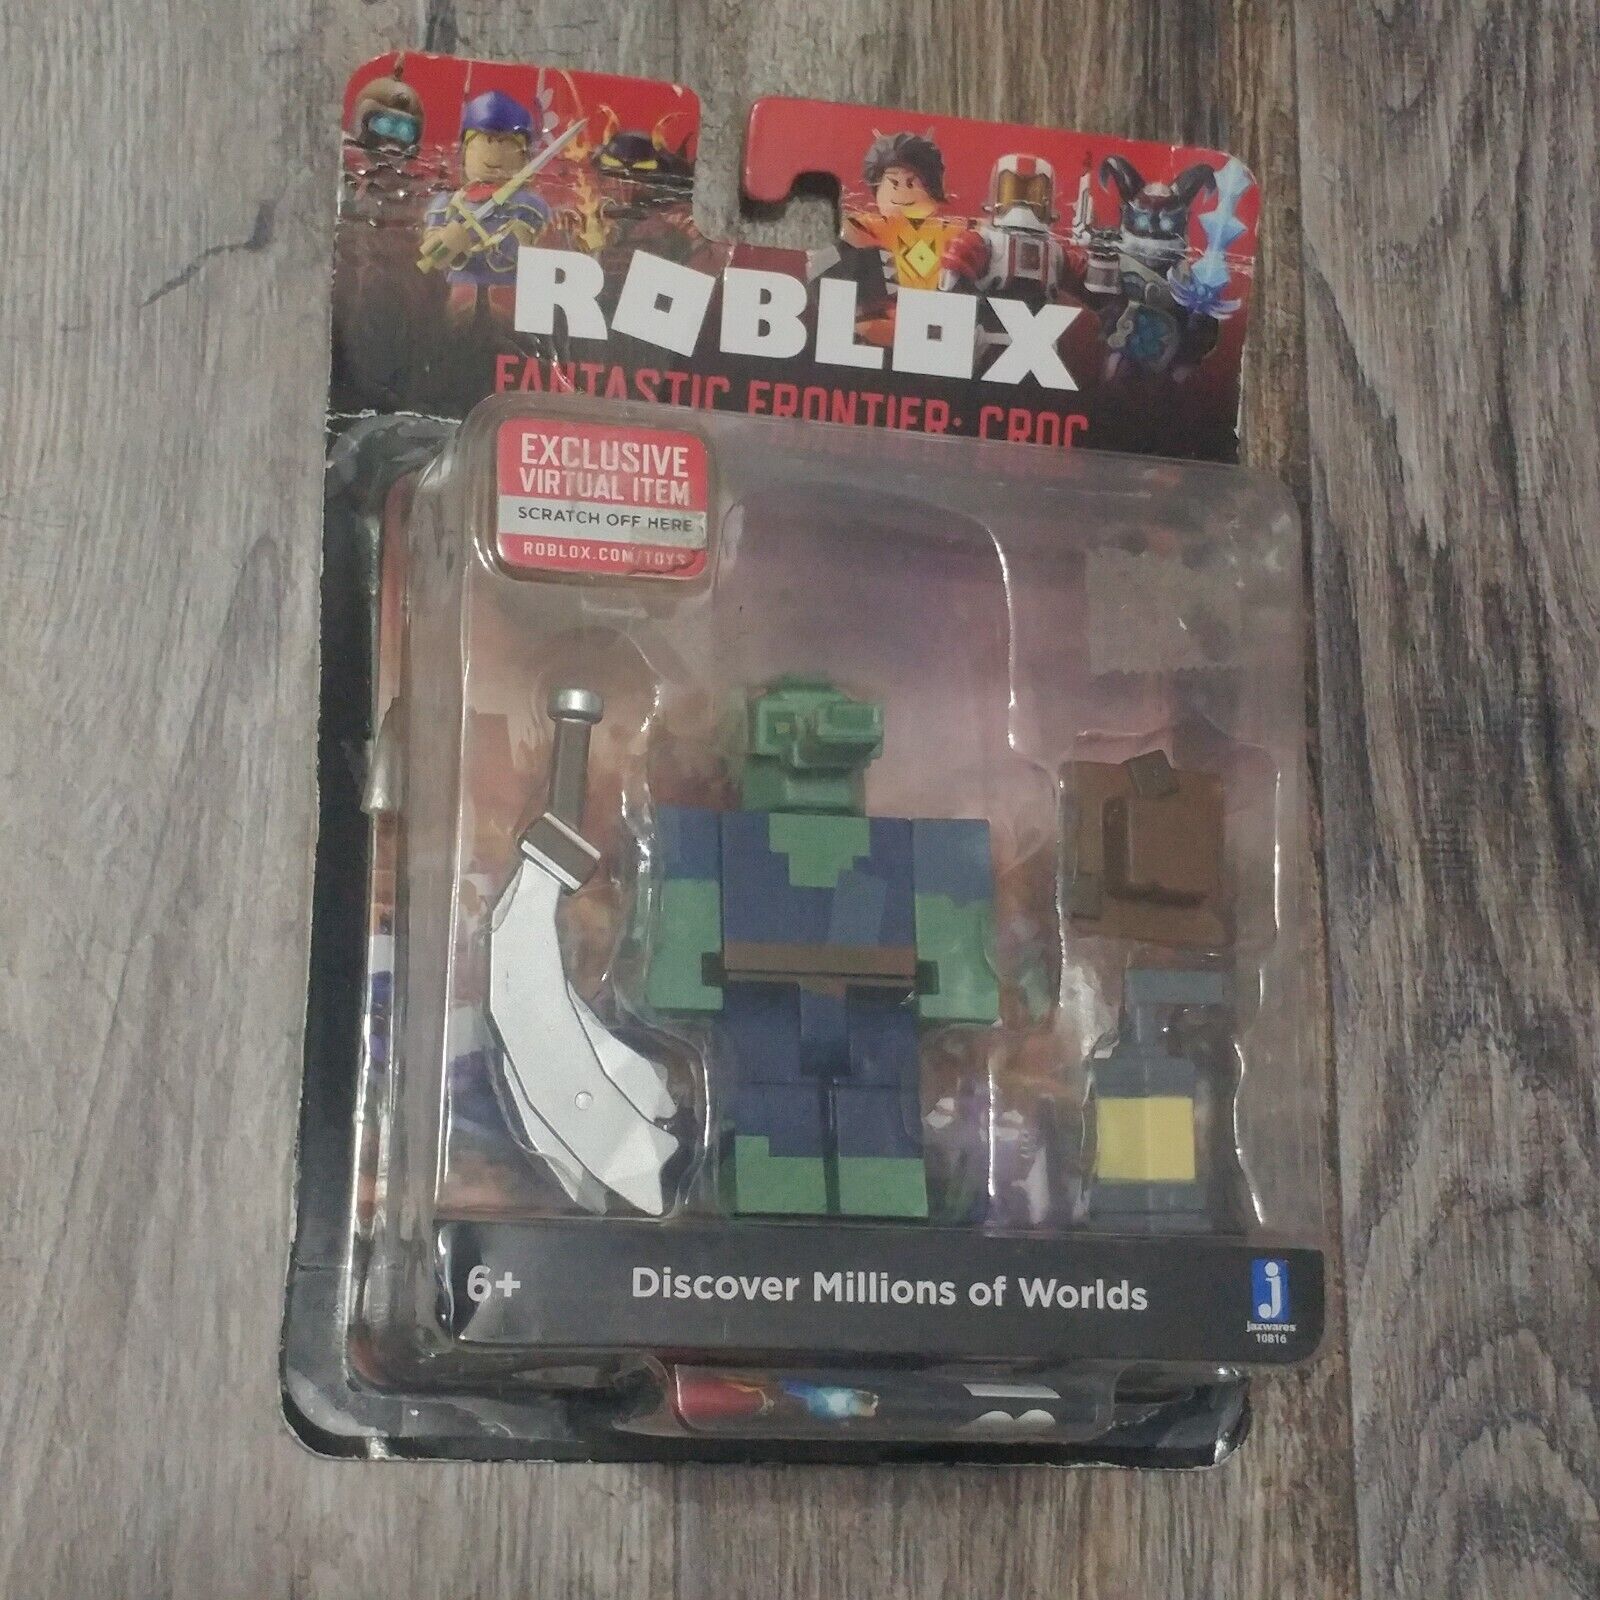 ROBLOX
FANTASTIC FRONTIER: CROC
EXCLUSIVE
VIRTUAL ITEM
SCRATCH OFF HERE
ROBLOX.COM/TOYS
6+
Discover Millions of Worlds
j
jazwares
10816